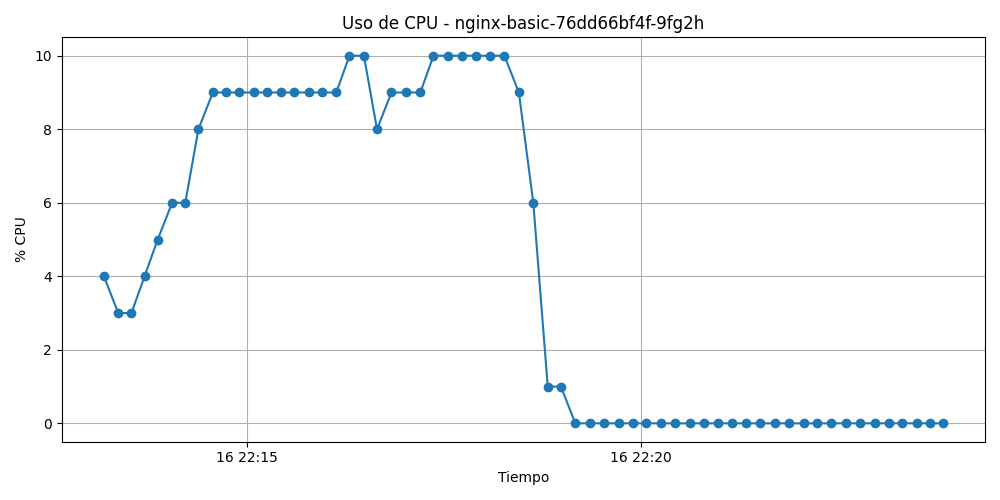 Uso de CPU - nginx-basic-76dd66bf4f-9fg2h
% CPU
10
8
6
4
2
0
16 22:15
16 22:20
Tiempo